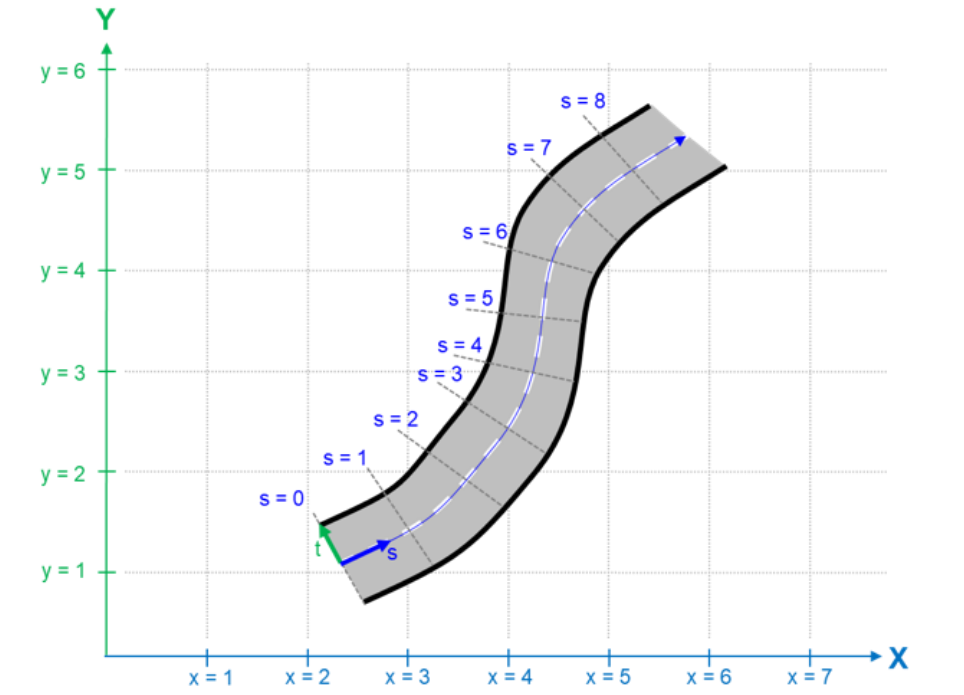 Y
y = 6
s = 8
s = 7
y = 5
s = 6
y = 4
s = 5
s = 4
y = 3
s = 3
s = 2
y = 2
s = 1
s = 0
t
s
y = 1
X
x = 1
x = 2
x = 3
x = 4
x = 5
x = 6
x = 7